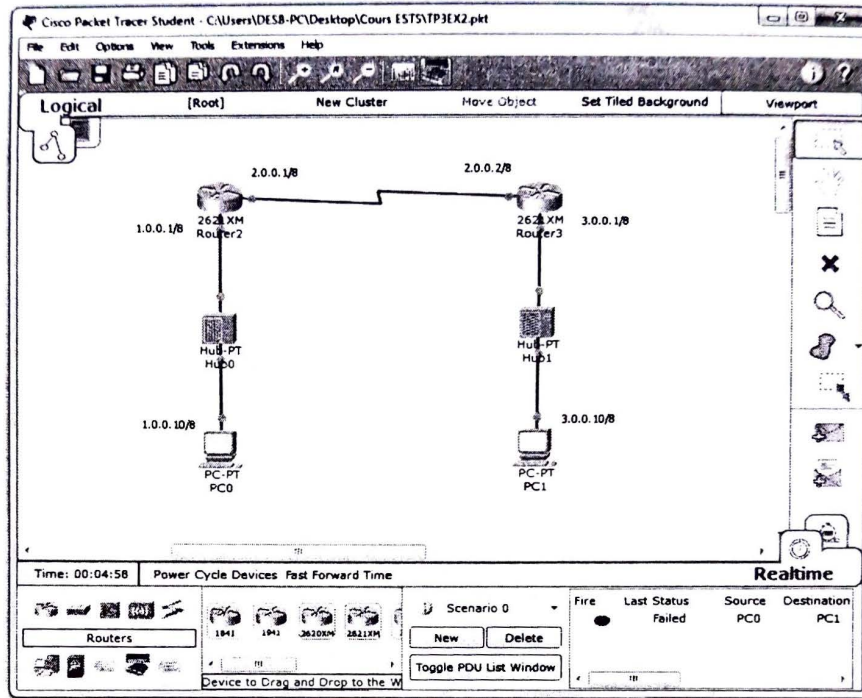 Cisco Packet Tracer Student - C:\Users\DESB-PC\Desktop\Cours ESTS\TP3EX2.pkt
File Edit Options View Tools Extensions Help
Logical [Root] New Cluster Move Object Set Tiled Background Viewport
2.0.0.1/8 2.0.0.2/8
2621XM
Router2
2621XM
Router3
1.0.0.1/8 3.0.0.1/8
Hub-PT
Hub0
Hub-PT
Hub1
1.0.0.10/8 3.0.0.10/8
PC-PT
PC0
PC-PT
PC1
Time: 00:04:58 Power Cycle Devices Fast Forward Time Realtime
Routers
1841 1941 2620XM 2621XM
Device to Drag and Drop to the W
Scenario 0
New Delete
Toggle PDU List Window
Fire Last Status Source Destination
Failed PC0 PC1